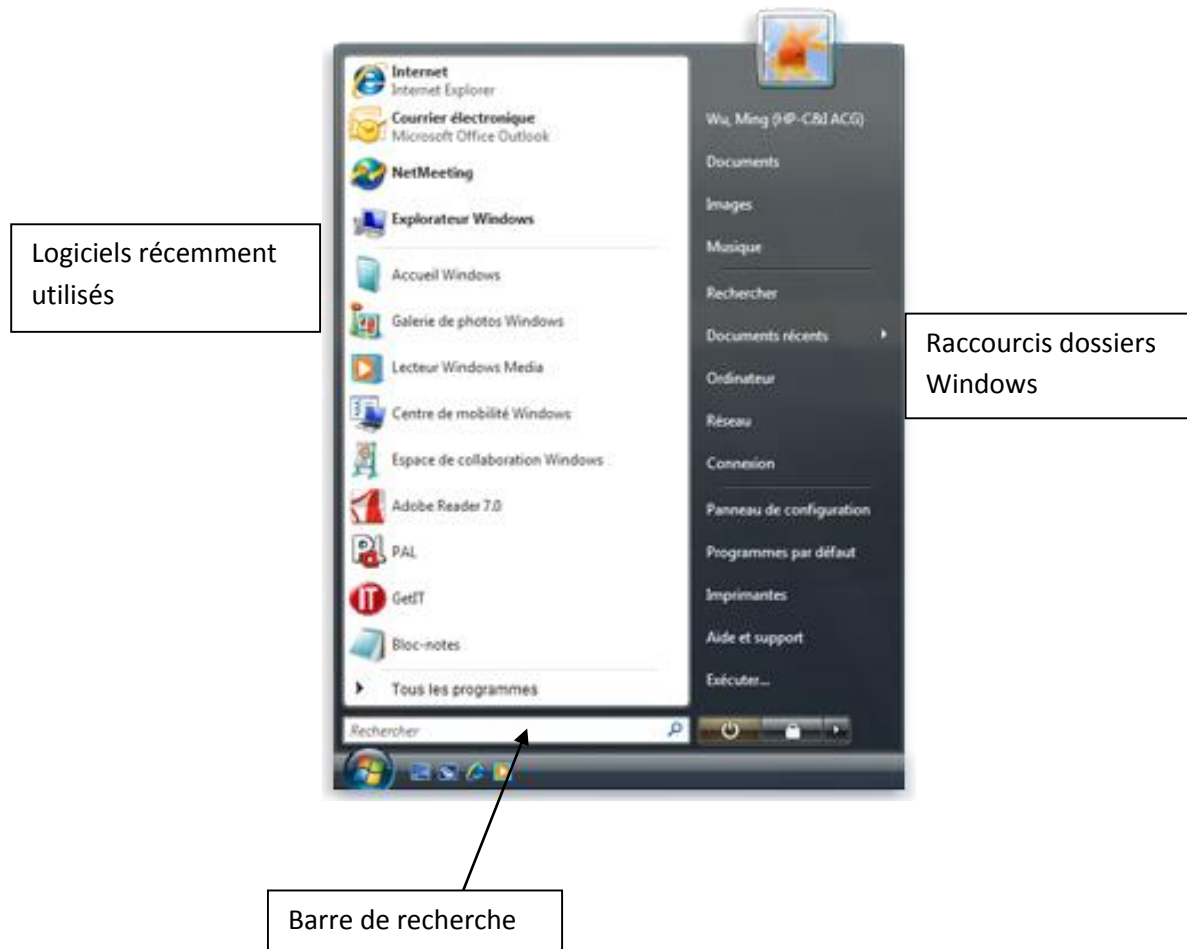 Internet
Internet Explorer
Courrier électronique
Microsoft Office Outlook
NetMeeting
Explorateur Windows
Accueil Windows
Galerie de photos Windows
Lecteur Windows Media
Centre de mobilité Windows
Espace de collaboration Windows
Adobe Reader 7.0
PAL
GetIT
Bloc-notes
Tous les programmes
Rechercher
Wu, Ming (HP-C&I ACG)
Documents
Images
Musique
Rechercher
Documents récents
Ordinateur
Réseau
Connexion
Panneau de configuration
Programmes par défaut
Imprimantes
Aide et support
Exécuter...
Logiciels récemment
utilisés
Raccourcis dossiers
Windows
Barre de recherche